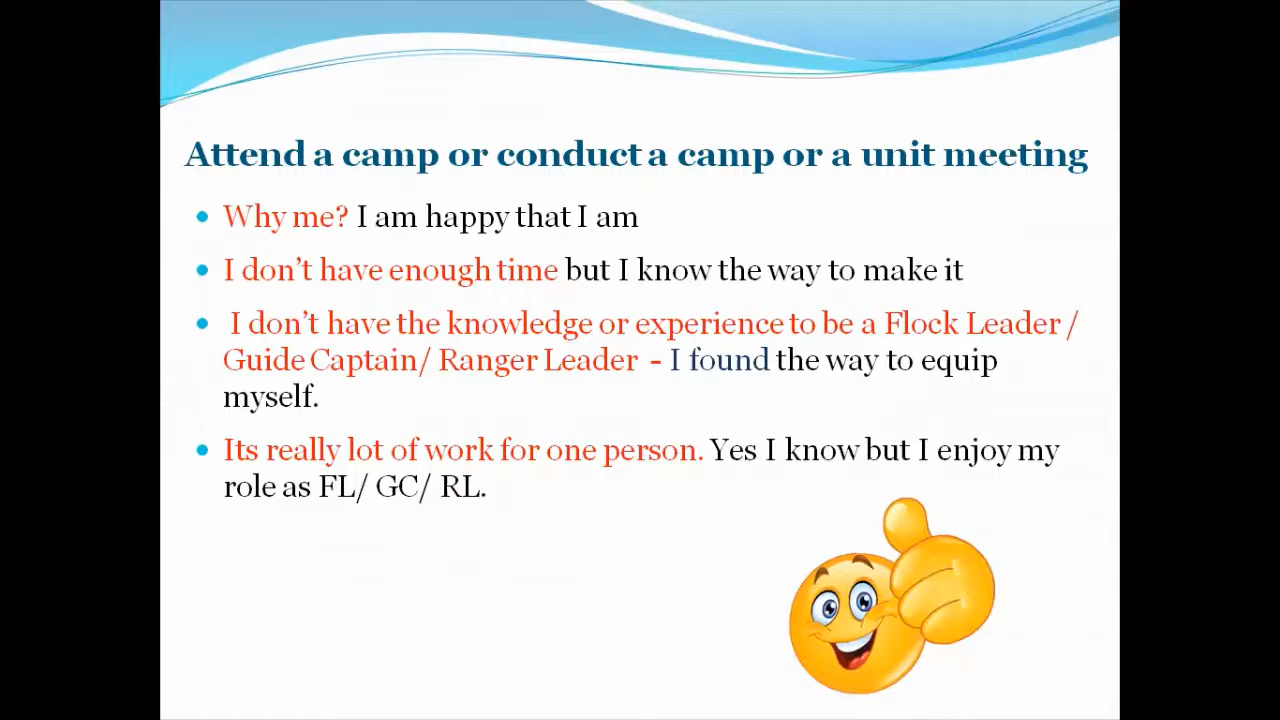 Attend a camp or conduct a camp or a unit meeting
Why me? I am happy that I am
I don't have enough time but I know the way to make it
I don't have the knowledge or experience to be a Flock Leader /
Guide Captain/ Ranger Leader - I found the way to equip
myself.
Its really lot of work for one person. Yes I know but I enjoy my
role as FL/ GC/ RL.